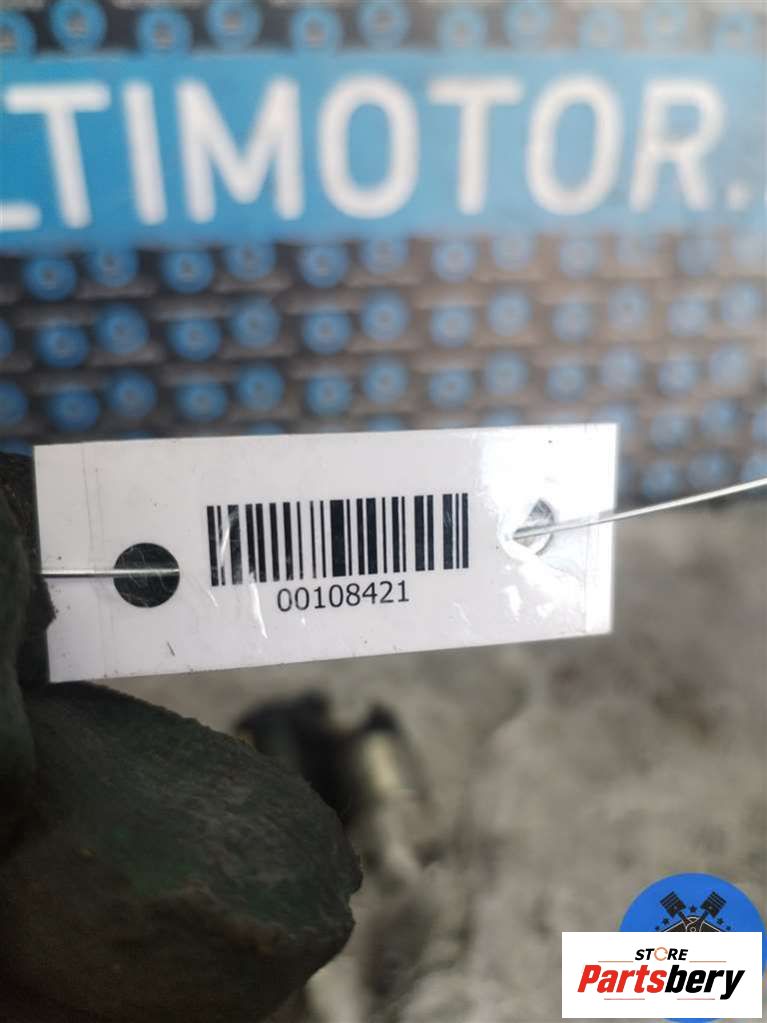 LTIMOTOR.
00108421
STORE
Partsbery